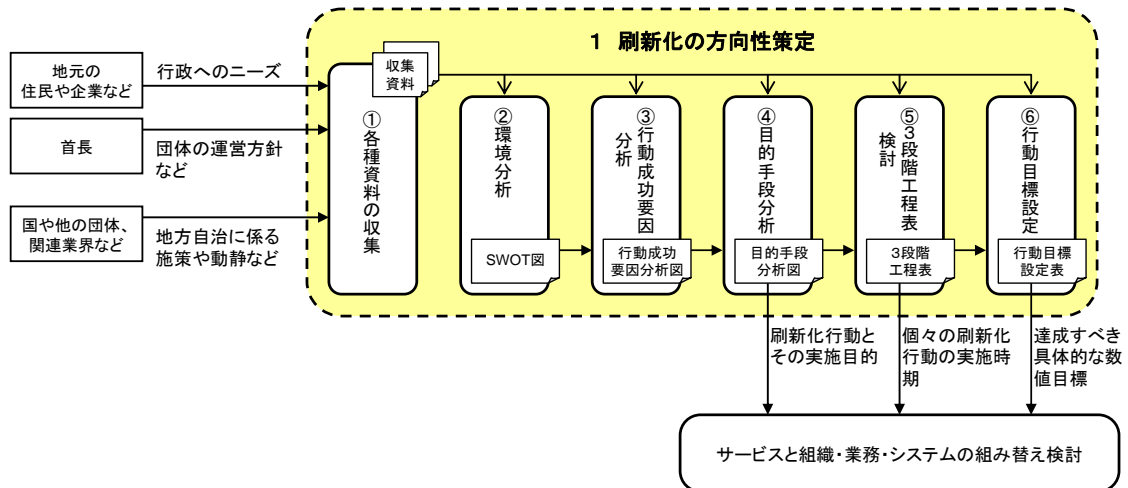 1 刷新化の方向性策定
地元の
住民や企業など
行政へのニーズ
首長
団体の運営方針
など
国や他の団体、
関連業界など
地方自治に係る
施策や動静など
①各種資料の収集
収集
資料
②環境分析
SWOT図
③行動成功要因
分析
行動成功
要因分析図
④目的手段分析
目的手段
分析図
⑤3段階工程表
検討
3段階
工程表
⑥行動目標設定
行動目標
設定表
刷新化行動と
その実施目的
個々の刷新化
行動の実施時
期
達成すべき
具体的な数
値目標
サービスと組織・業務・システムの組み替え検討